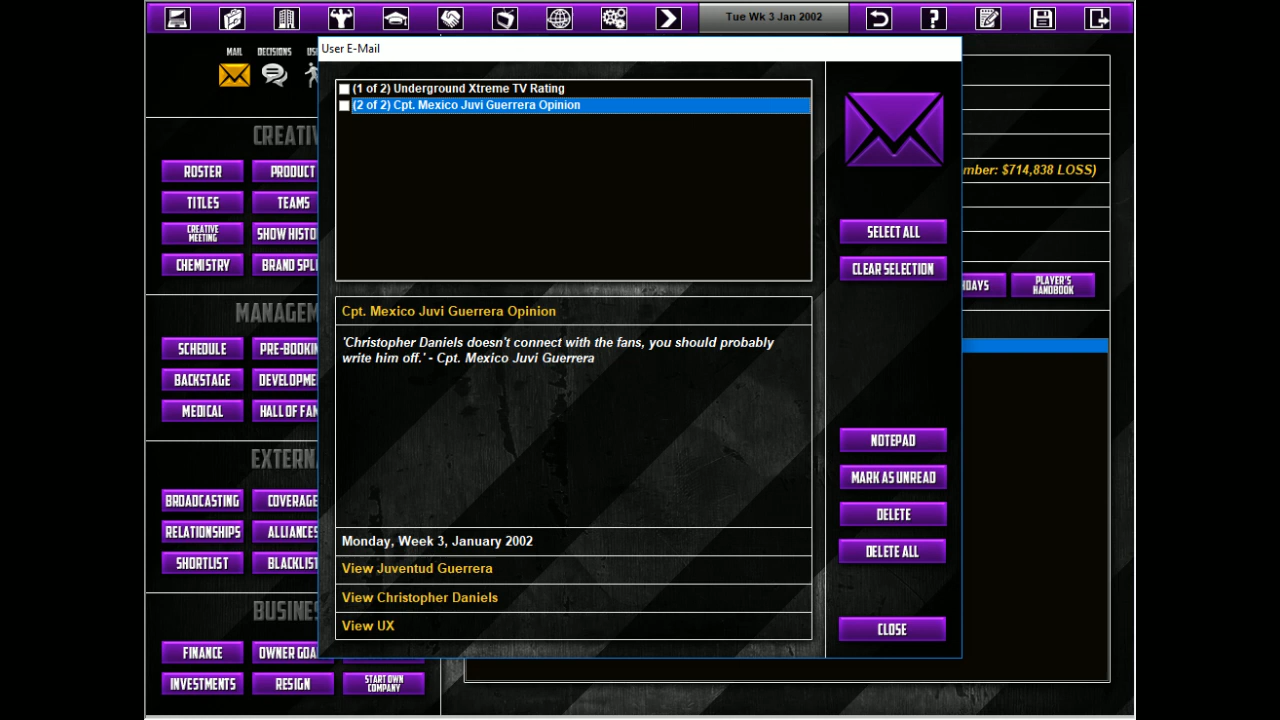 Tue Wk 3 Jan 2002
User E-Mail
MAIL
DECISIONS
(1 of 2) Underground Xtreme TV Rating
(2 of 2) Cpt. Mexico Juvi Guerrera Opinion
CREATIV
ROSTER
PRODUCT
TITLES
TEAMS
CREATIVE
MEETING
SHOW HISTO
CHEMISTRY
BRAND SPL
MANAGEM
SCHEDULE
PRE-BOOKIN
BACKSTAGE
DEVELOPME
MEDICAL
HALL OF FAM
EXTERN
BROADCASTING
COVERAGE
RELATIONSHIPS
ALLIANCES
SHORTLIST
BLACKLIST
BUSINES
FINANCE
OWNER GOA
INVESTMENTS
RESIGN
START OWN
COMPANY
Cpt. Mexico Juvi Guerrera Opinion
'Christopher Daniels doesn't connect with the fans, you should probably
write him off.' - Cpt. Mexico Juvi Guerrera
Monday, Week 3, January 2002
View Juventud Guerrera
View Christopher Daniels
View UX
SELECT ALL
CLEAR SELECTION
NOTEPAD
MARK AS UNREAD
DELETE
DELETE ALL
CLOSE
mber: $714,838 LOSS)
HDAYS
PLAYER'S
HANDBOOK